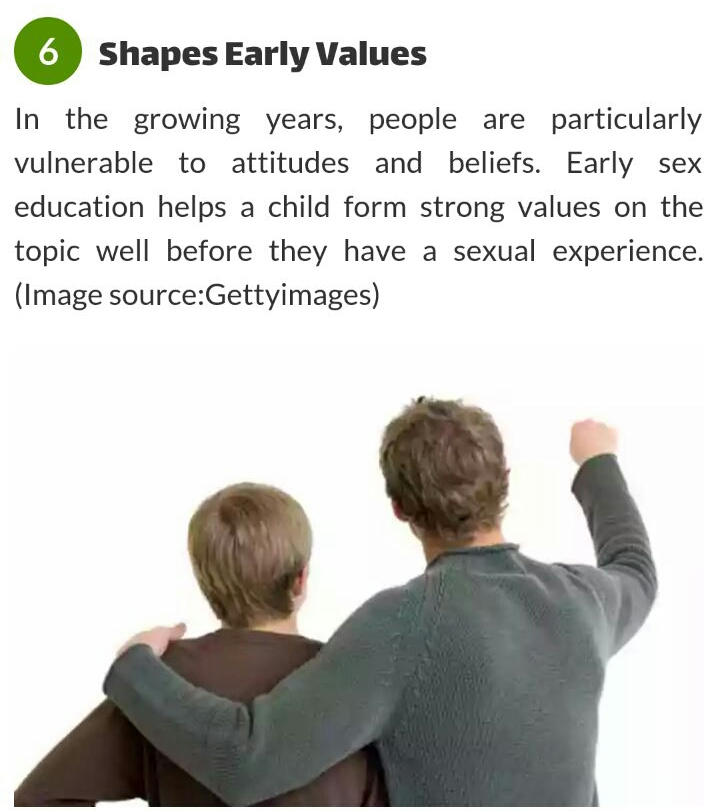 6 Shapes Early Values
In the growing years, people are particularly
vulnerable to attitudes and beliefs. Early sex
education helps a child form strong values on the
topic well before they have a sexual experience.
(Image source:Gettyimages)